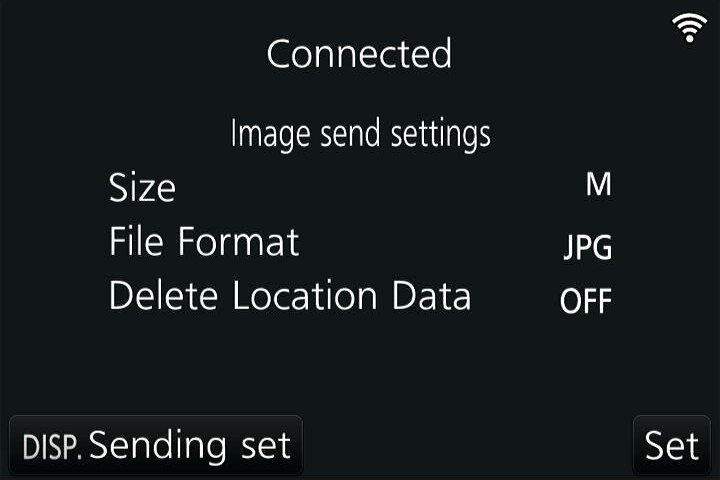 Connected
Image send settings
Size M
File Format JPG
Delete Location Data OFF
DISP. Sending set Set